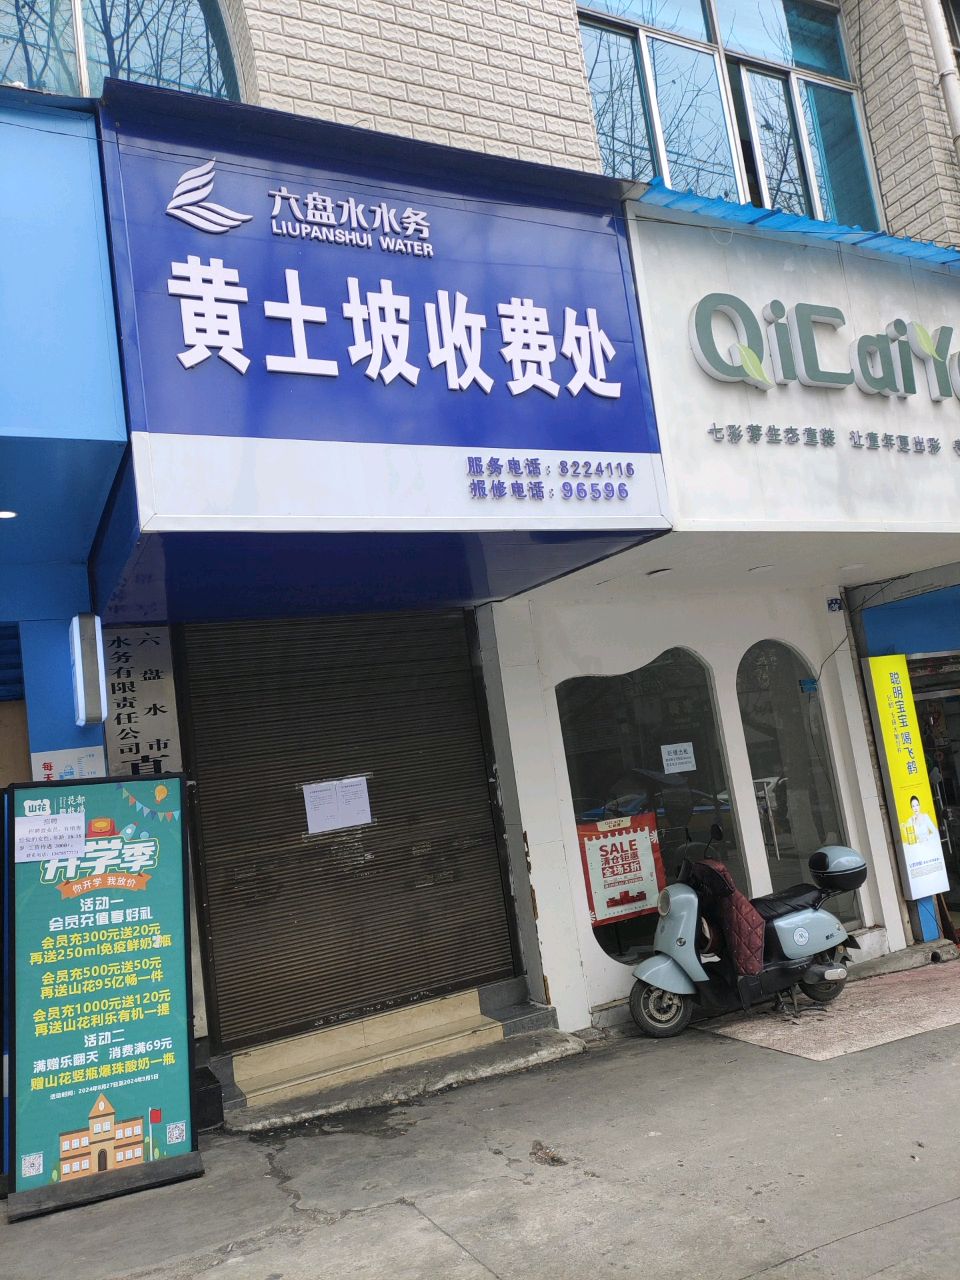 六盘水水务
LIUPANSHUI WATER
黄土坡收费处
服务电话：8224116
报修电话：96596
QiCaiY
七彩芽生态童装 让童年更出彩
六盘水市
水务有限责任公司
每天
山花
招聘
开学季
你开学 我放价
活动一
会员充值享好礼
会员充300元送20元
再送250ml免疫鲜奶2瓶
会员充500元送50元
再送山花95亿畅一件
会员充1000元送120元
再送山花利乐有机一提
活动二
满赠乐翻天 消费满69元
赠山花竖瓶爆珠酸奶一瓶
SALE
清仓钜惠
全场5折
聪明宝宝喝飞鹤